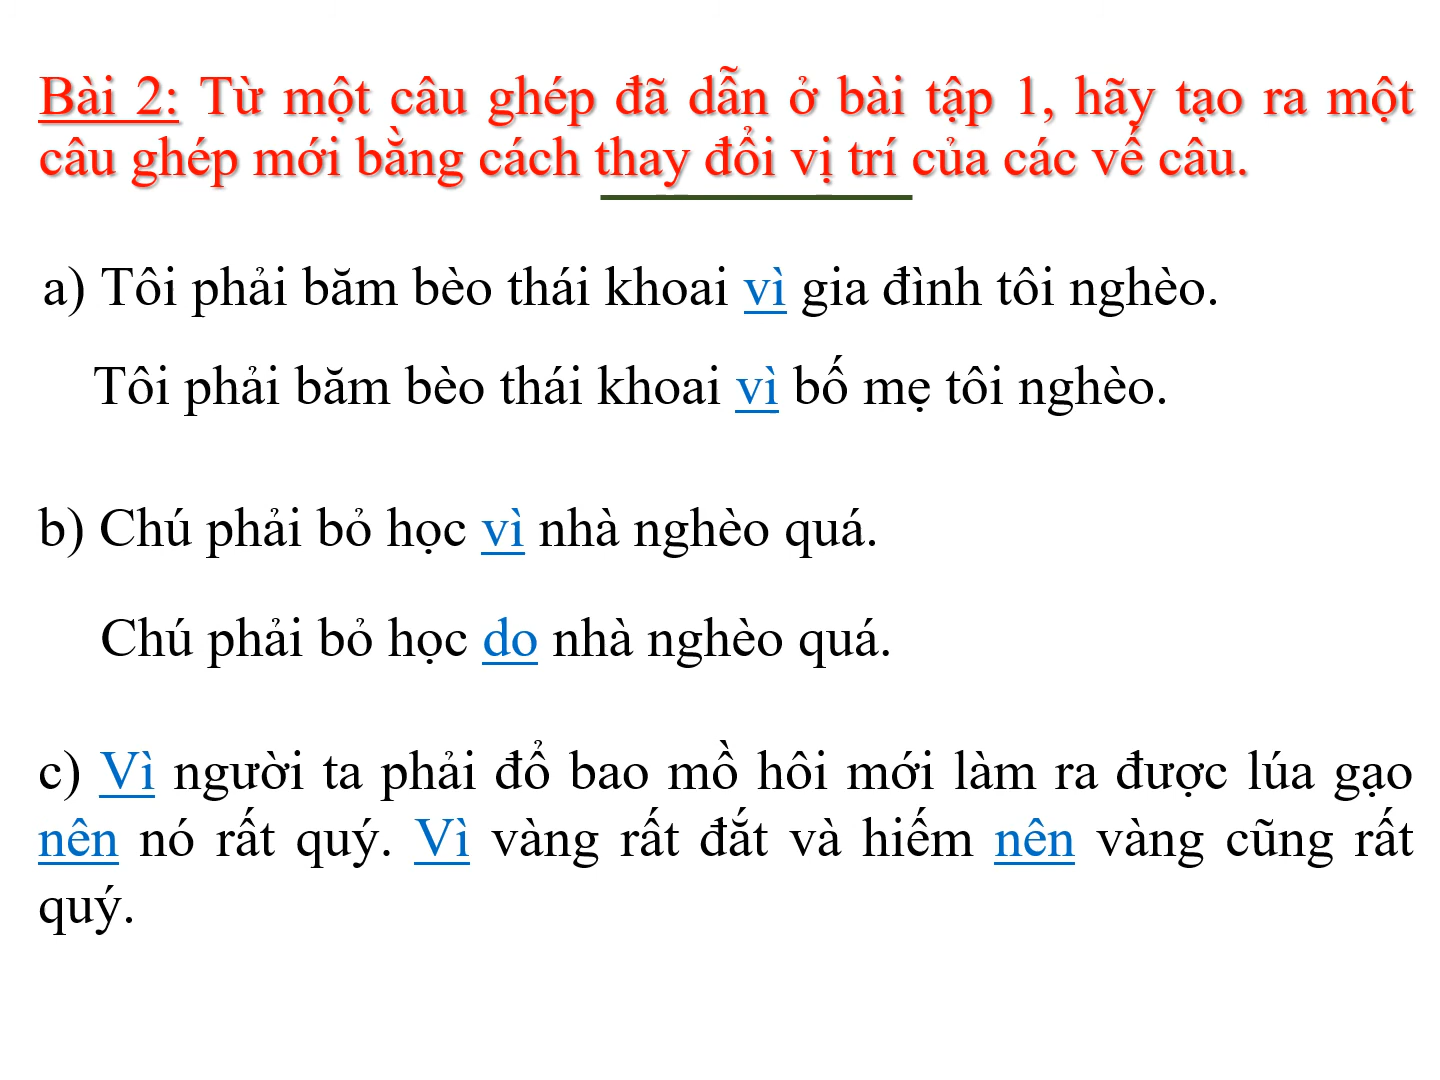 Bài 2: Từ một câu ghép đã dẫn ở bài tập 1, hãy tạo ra một
câu ghép mới bằng cách thay đổi vị trí của các vế câu.
a) Tôi phải băm bèo thái khoai vì gia đình tôi nghèo.
Tôi phải băm bèo thái khoai vì bố mẹ tôi nghèo.
b) Chú phải bỏ học vì nhà nghèo quá.
Chú phải bỏ học do nhà nghèo quá.
c) Vì người ta phải đổ bao mồ hôi mới làm ra được lúa gạo
nên nó rất quý. Vì vàng rất đắt và hiếm nên vàng cũng rất
quý.